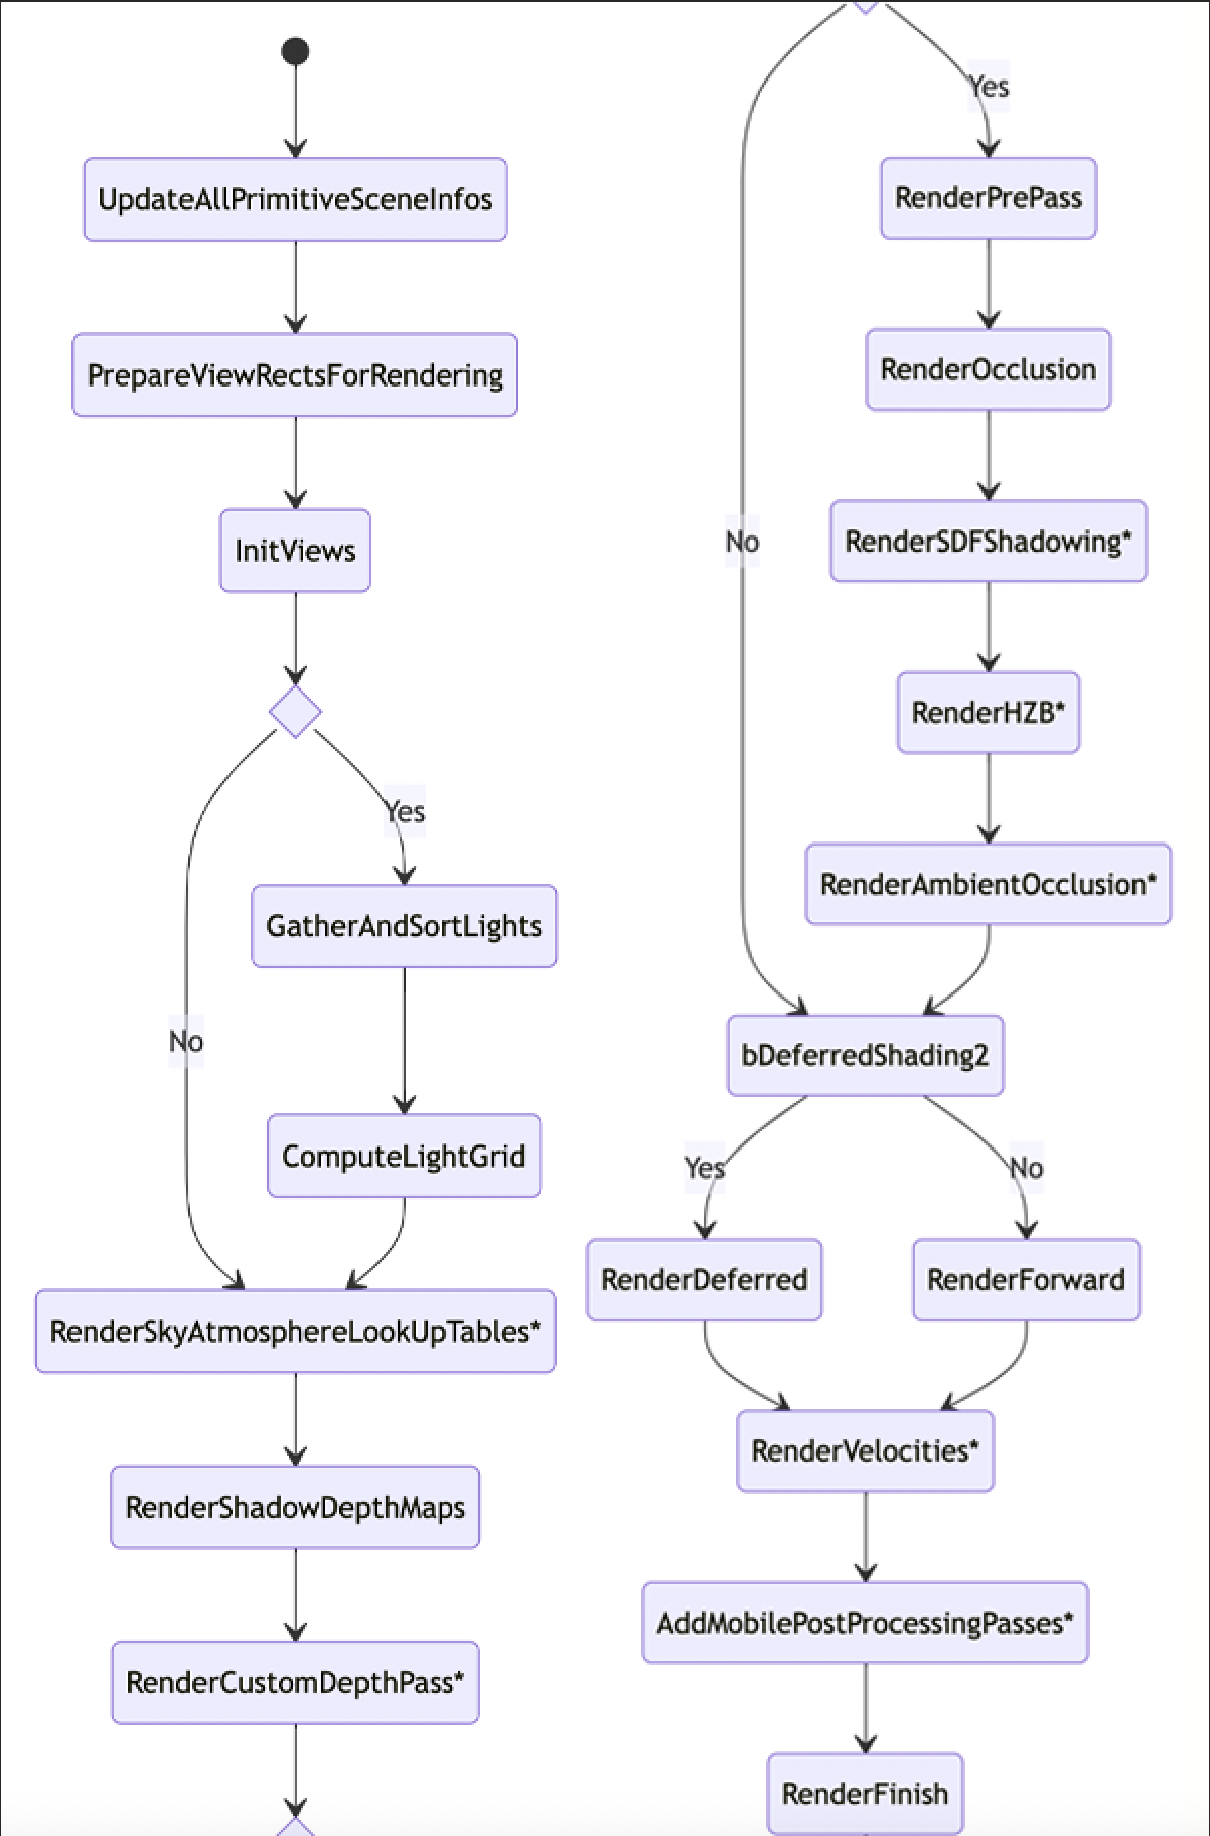 UpdateAllPrimitiveSceneInfos
PrepareViewRectsForRendering
InitViews
Yes
GatherAndSortLights
No
ComputeLightGrid
RenderSkyAtmosphereLookUpTables*
RenderShadowDepthMaps
RenderCustomDepthPass*
Yes
RenderPrePass
RenderOcclusion
No
RenderSDFShadowing*
RenderHZB*
RenderAmbientOcclusion*
bDeferredShading2
Yes
No
RenderDeferred
RenderForward
RenderVelocities*
AddMobilePostProcessingPasses*
RenderFinish